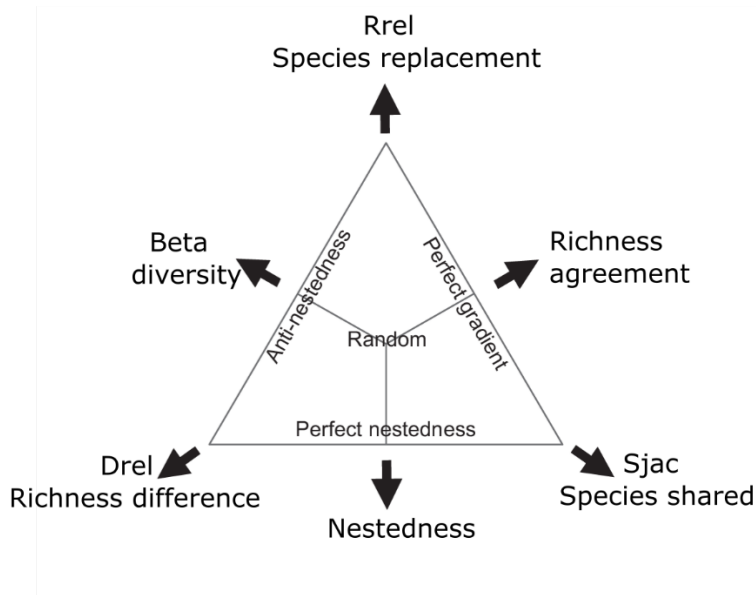 Rrel
Species replacement
Beta
diversity
Richness
agreement
Anti-nestedness
Perfect gradient
Random
Perfect nestedness
Drel
Richness difference
Sjac
Species shared
Nestedness